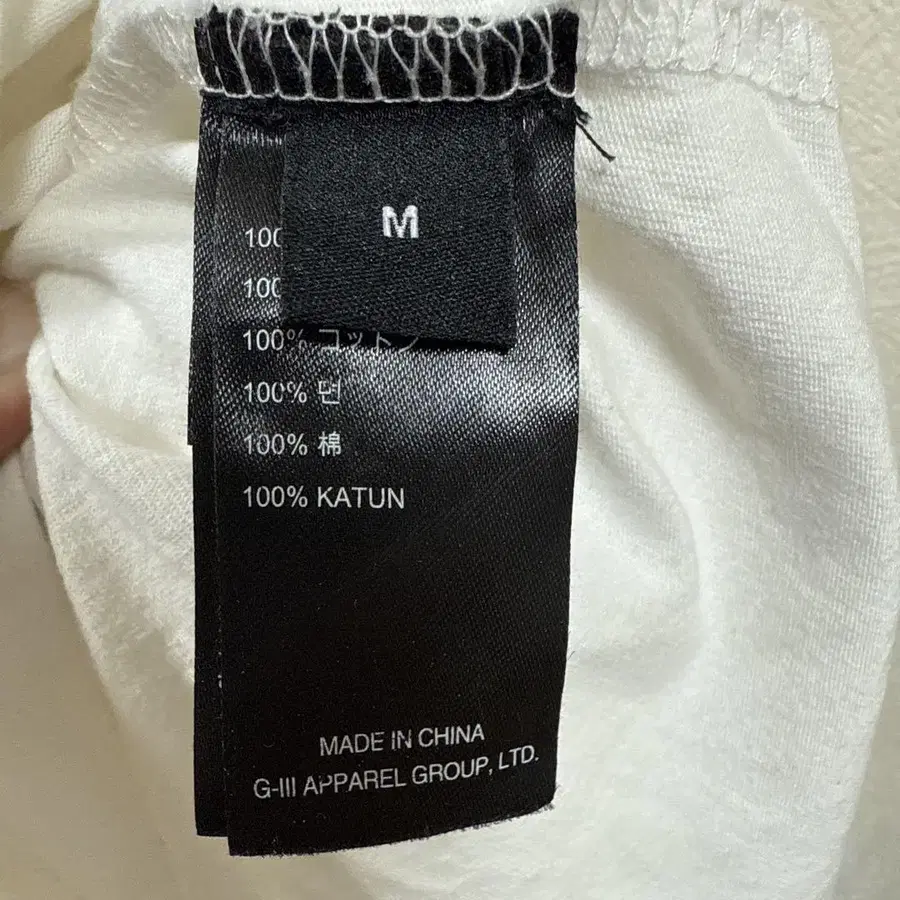 M
100
100
100% コットン
100% 면
100% 棉
100% KATUN
MADE IN CHINA
G-III APPAREL GROUP, LTD.